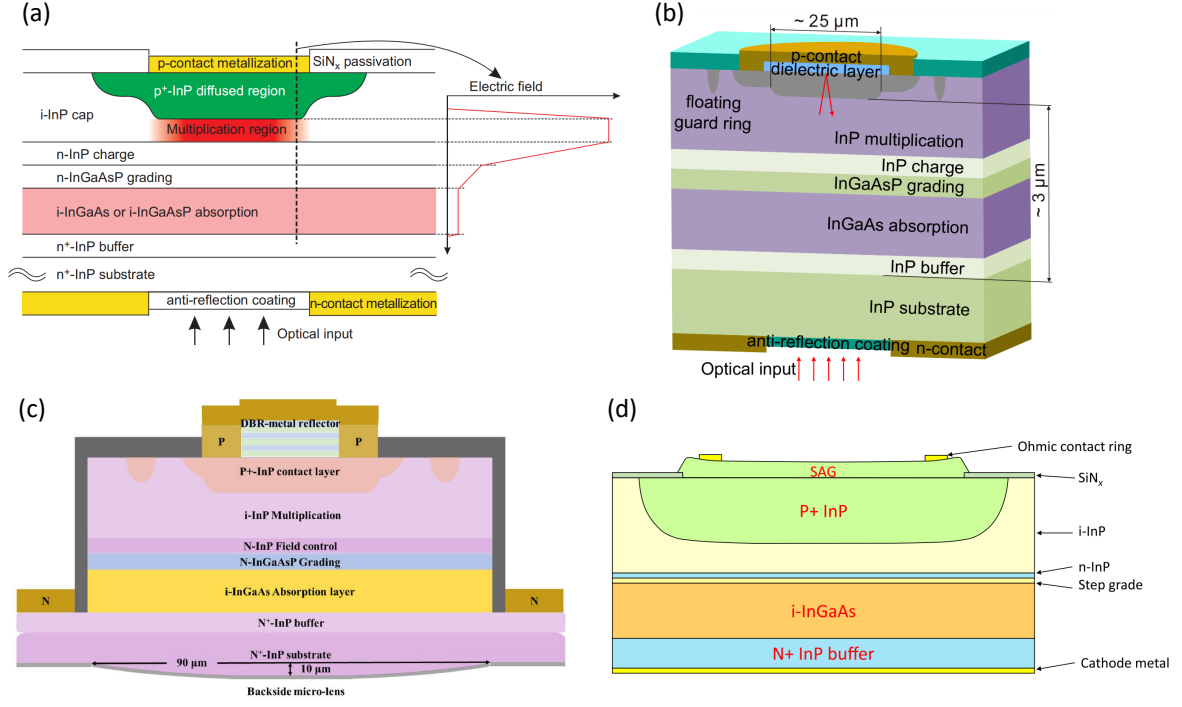 (a)
p-contact metallization
SiNₓ passivation
p⁺-InP diffused region
Electric field
i-InP cap
Multiplication region
n-InP charge
n-InGaAsP grading
i-InGaAs or i-InGaAsP absorption
n⁺-InP buffer
n⁺-InP substrate
anti-reflection coating
n-contact metallization
Optical input
(b)
~ 25 μm
p-contact
dielectric layer
floating
guard ring
InP multiplication
InP charge
InGaAsP grading
~ 3 μm
InGaAs absorption
InP buffer
InP substrate
anti-reflection coating
n-contact
Optical input
(c)
DBR-metal reflector
P
P
P+-InP contact layer
i-InP Multiplication
N-InP Field control
N-InGaAsP Grading
i-InGaAs Absorption layer
N
N
N⁺-InP buffer
N⁺-InP substrate
90 μm
10 μm
Backside micro-lens
(d)
Ohmic contact ring
SAG
SiNₓ
P+ InP
i-InP
n-InP
Step grade
i-InGaAs
N+ InP buffer
Cathode metal